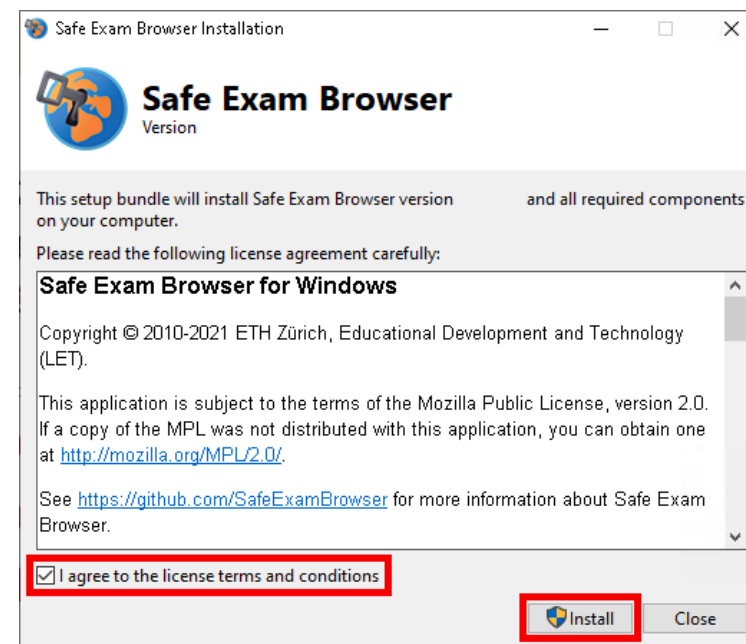 Safe Exam Browser Installation
Safe Exam Browser
Version
This setup bundle will install Safe Exam Browser version and all required components
on your computer.
Please read the following license agreement carefully:
Safe Exam Browser for Windows
Copyright © 2010-2021 ETH Zürich, Educational Development and Technology
(LET).
This application is subject to the terms of the Mozilla Public License, version 2.0.
If a copy of the MPL was not distributed with this application, you can obtain one
at http://mozilla.org/MPL/2.0/.
See https://github.com/SafeExamBrowser for more information about Safe Exam
Browser.
I agree to the license terms and conditions
Install Close